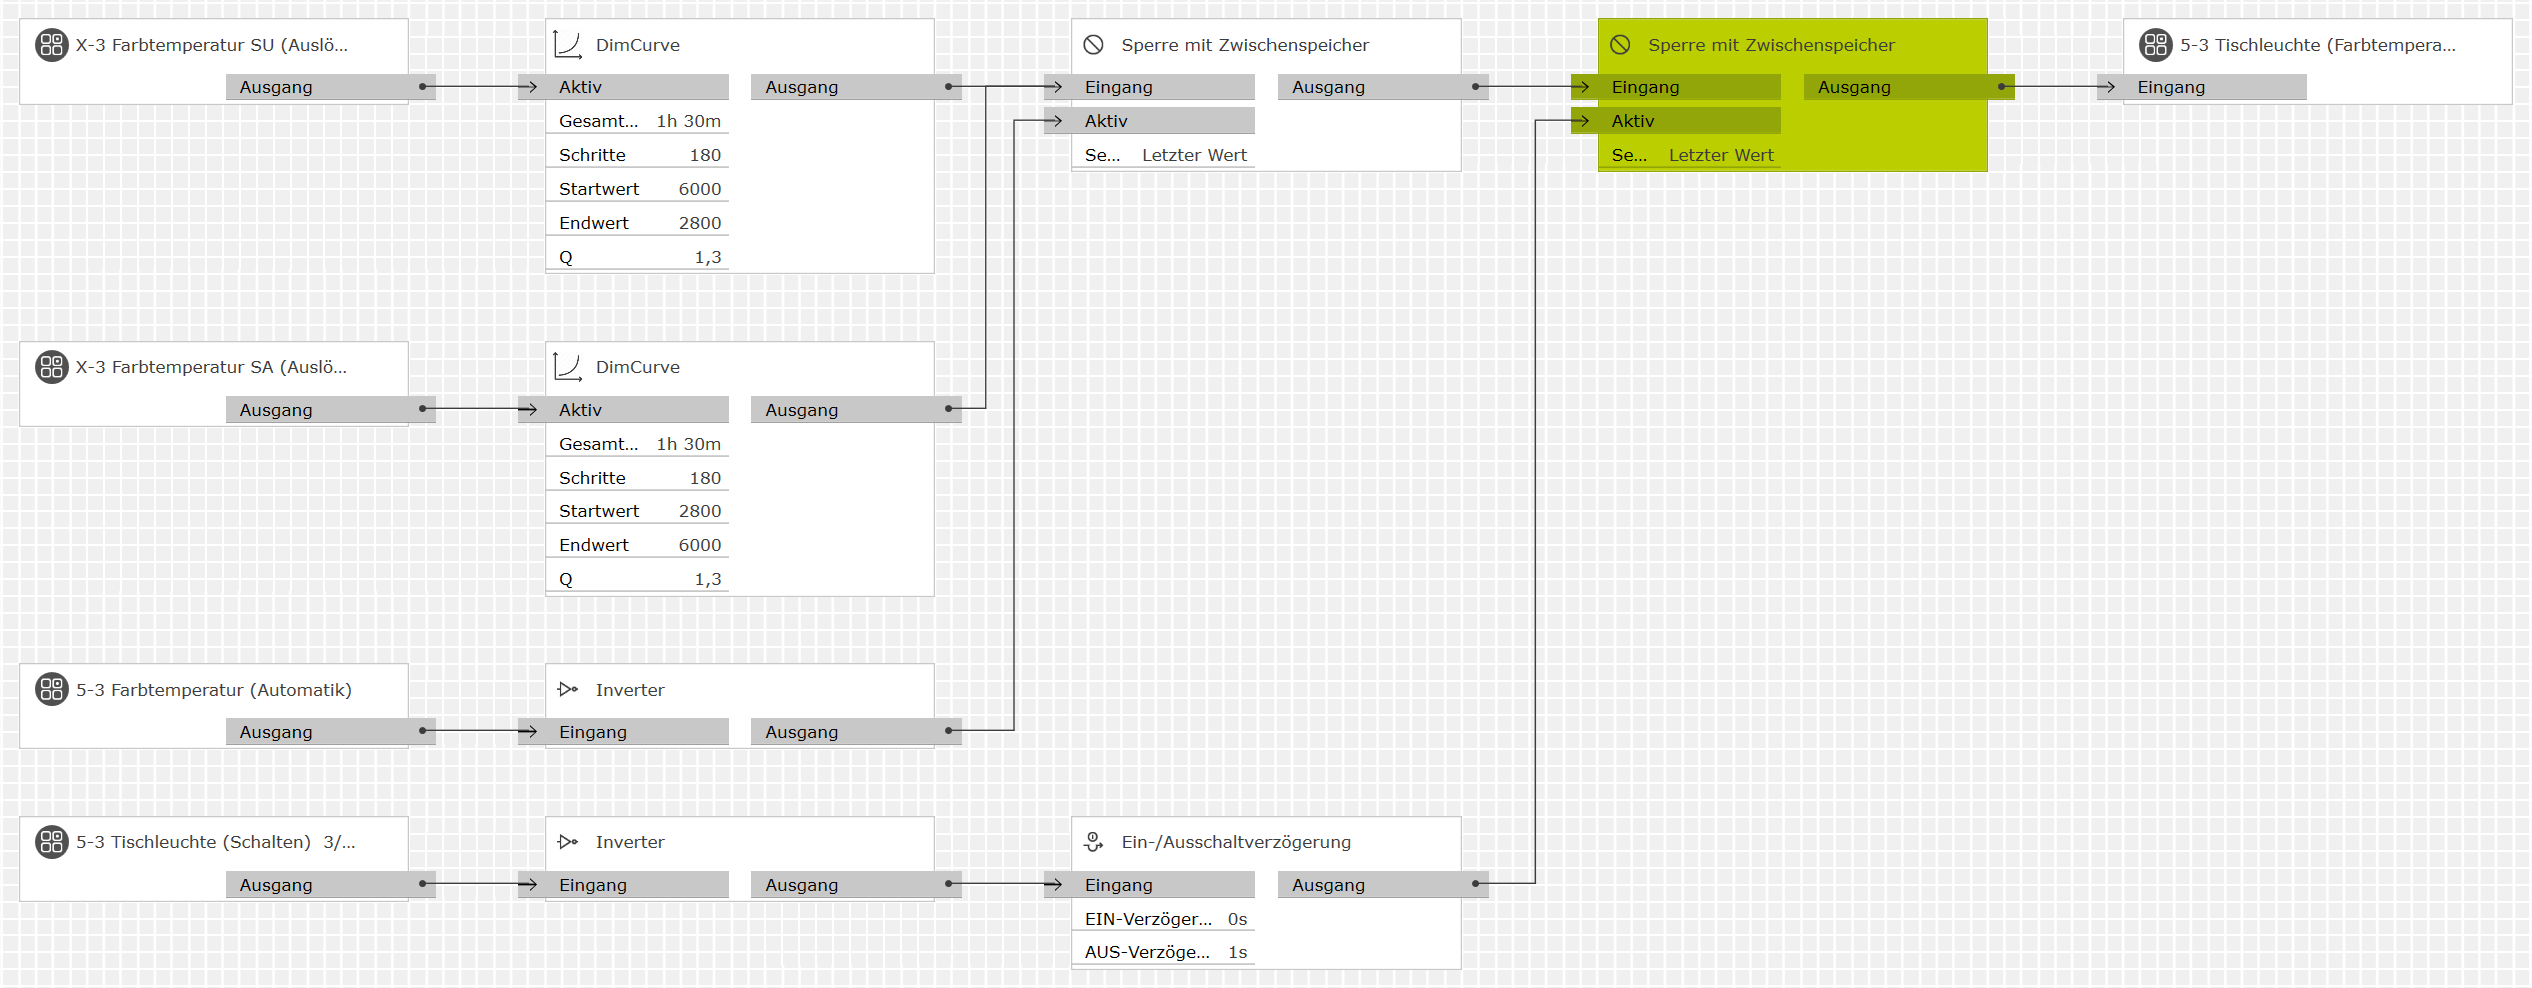 X-3 Farbtemperatur SU (Auslö...
Ausgang
DimCurve
Aktiv
Ausgang
Gesamt... 1h 30m
Schritte 180
Startwert 6000
Endwert 2800
Q 1,3
Sperre mit Zwischenspeicher
Eingang
Ausgang
Aktiv
Se... Letzter Wert
Sperre mit Zwischenspeicher
Eingang
Ausgang
Aktiv
Se... Letzter Wert
5-3 Tischleuchte (Farbtempera...
Eingang
X-3 Farbtemperatur SA (Auslö...
Ausgang
DimCurve
Aktiv
Ausgang
Gesamt... 1h 30m
Schritte 180
Startwert 2800
Endwert 6000
Q 1,3
5-3 Farbtemperatur (Automatik)
Ausgang
Inverter
Eingang
Ausgang
5-3 Tischleuchte (Schalten) 3/...
Ausgang
Inverter
Eingang
Ausgang
Ein-/Ausschaltverzögerung
Eingang
Ausgang
EIN-Verzöger... 0s
AUS-Verzöge... 1s